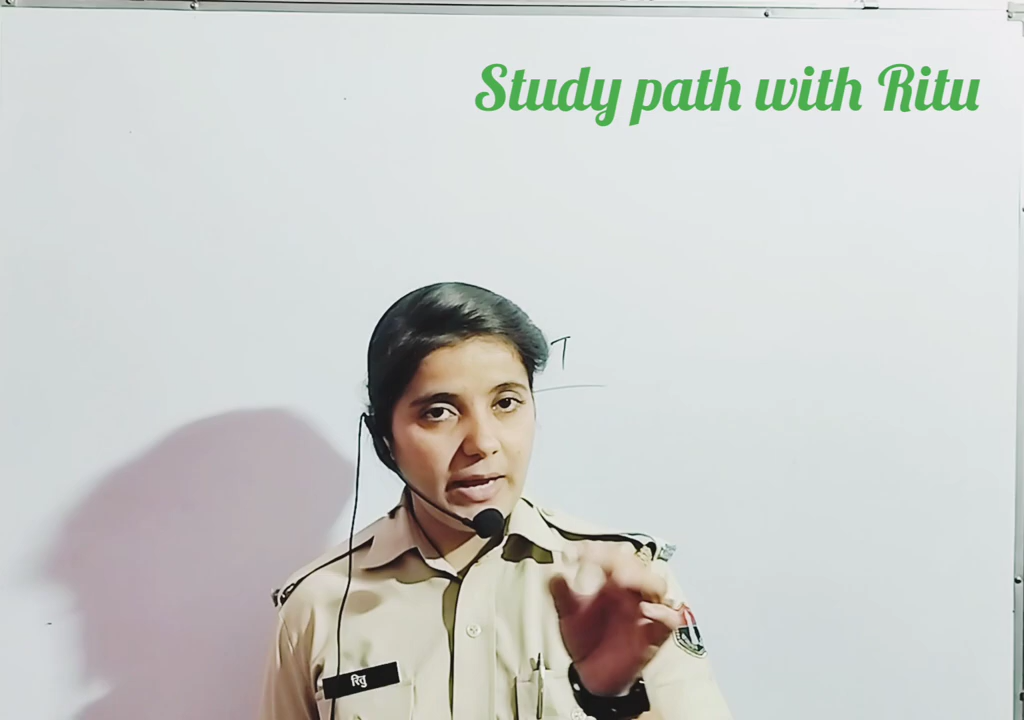 Study path with Ritu
T
रितु